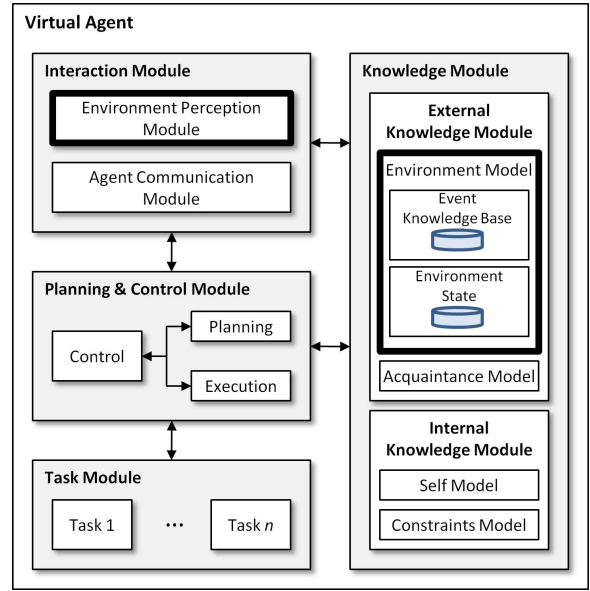 Virtual Agent
Interaction Module
Environment Perception
Module
Agent Communication
Module
Planning & Control Module
Control
Planning
Execution
Task Module
Task 1
...
Task n
Knowledge Module
External
Knowledge Module
Environment Model
Event
Knowledge Base
Environment
State
Acquaintance Model
Internal
Knowledge Module
Self Model
Constraints Model